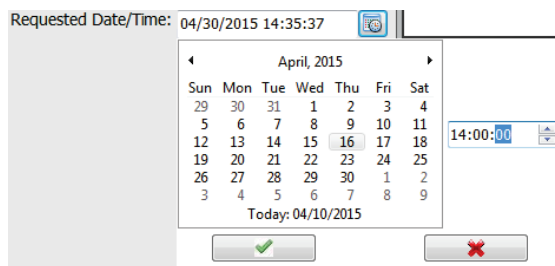 Requested Date/Time: 04/30/2015 14:35:37
April, 2015
Sun Mon Tue Wed Thu Fri Sat
29 30 31 1 2 3 4
5 6 7 8 9 10 11
12 13 14 15 16 17 18
14:00:00
19 20 21 22 23 24 25
26 27 28 29 30 1 2
3 4 5 6 7 8 9
Today: 04/10/2015